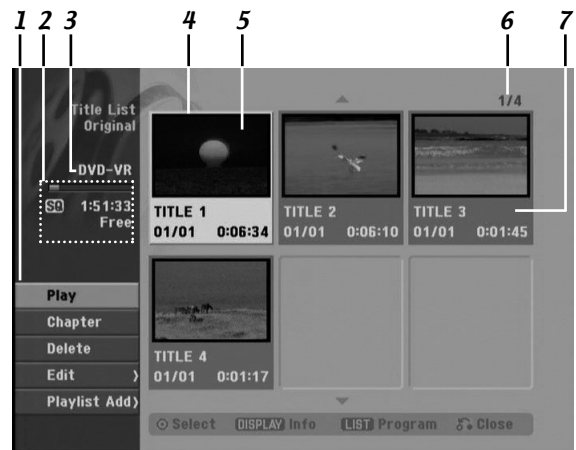 1 2 3 4 5 6 7
Title List
Original
DVD-VR
SQ 1:51:33
Free
Play
Chapter
Delete
Edit
Playlist Add
1/4
TITLE 1
01/01 0:06:34
TITLE 2
01/01 0:06:10
TITLE 3
01/01 0:01:45
TITLE 4
01/01 0:01:17
Select DISPLAY Info LIST Program Close